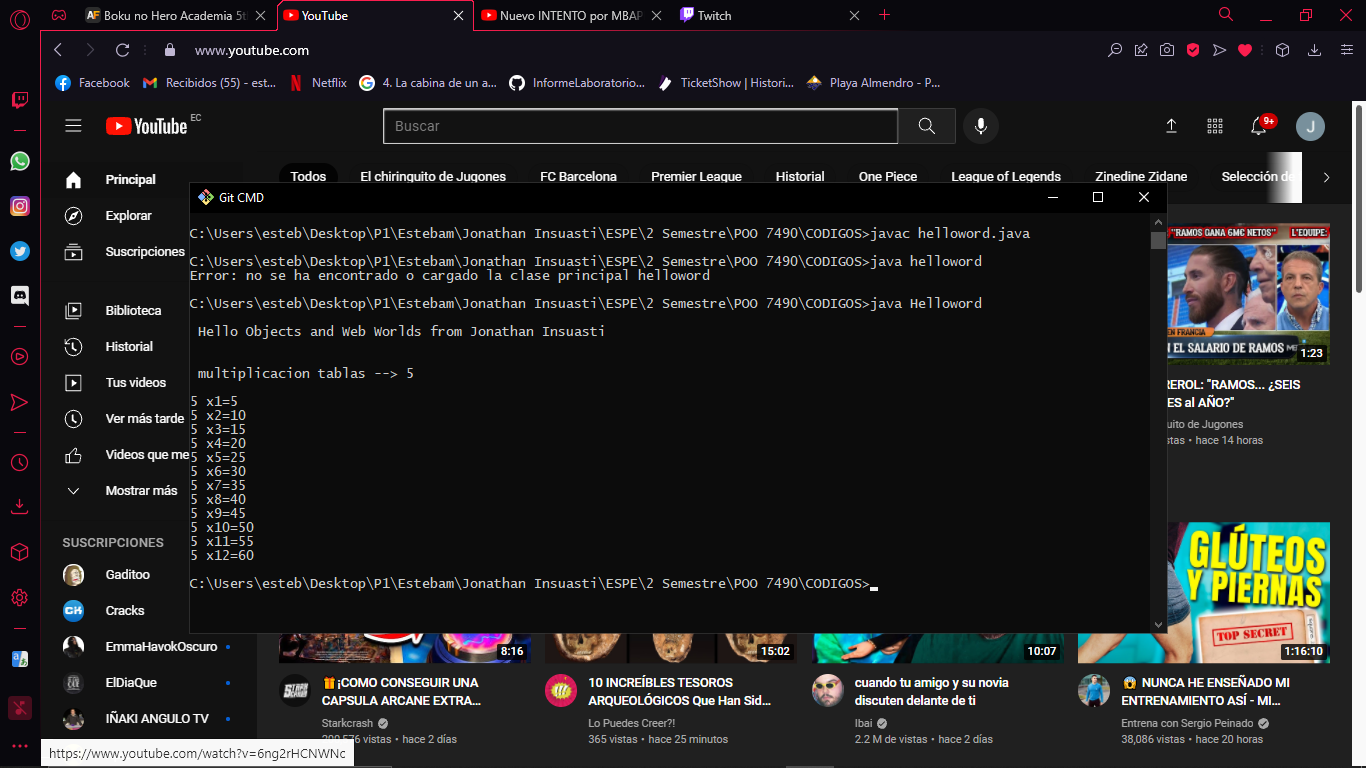 Boku no Hero Academia 5t
YouTube
Nuevo INTENTO por MBAP
Twitch
www.youtube.com
Facebook
Recibidos (55) - est...
Netflix
4. La cabina de un a...
InformeLaboratorio...
TicketShow | Histori...
Playa Almendro - P...
YouTube EC
Buscar
9+
J
Principal
Explorar
Suscripciones
Biblioteca
Historial
Tus videos
Ver más tarde
Videos que me
Mostrar más
SUSCRIPCIONES
Gaditoo
Cracks
EmmaHavokOscuro
ElDiaQue
IÑAKI ANGULO TV
Todos
El chiringuito de Jugones
FC Barcelona
Premier League
Historial
One Piece
League of Legends
Zinedine Zidane
Selección de
Git CMD
C:\Users\esteb\Desktop\P1\Estebam\Jonathan Insuasti\ESPE\2 Semestre\POO 7490\CODIGOS>javac helloword.java
C:\Users\esteb\Desktop\P1\Estebam\Jonathan Insuasti\ESPE\2 Semestre\POO 7490\CODIGOS>java helloword
Error: no se ha encontrado o cargado la clase principal helloword
C:\Users\esteb\Desktop\P1\Estebam\Jonathan Insuasti\ESPE\2 Semestre\POO 7490\CODIGOS>java Helloword
Hello Objects and Web Worlds from Jonathan Insuasti
multiplicacion tablas --> 5
5 x1=5
5 x2=10
5 x3=15
5 x4=20
5 x5=25
5 x6=30
5 x7=35
5 x8=40
5 x9=45
5 x10=50
5 x11=55
5 x12=60
C:\Users\esteb\Desktop\P1\Estebam\Jonathan Insuasti\ESPE\2 Semestre\POO 7490\CODIGOS>
"RAMOS GANA 6M€ NETOS"
L'EQUIPE:
EN FRANCIA
N EL SALARIO DE RAMOS
1:23
REROL: "RAMOS... ¿SEIS
ES al AÑO?"
uito de Jugones
stas • hace 14 horas
GLÚTEOS
Y PIERNAS
TOP SECRET
8:16
15:02
10:07
1:16:10
🎁¡COMO CONSEGUIR UNA
CAPSULA ARCANE EXTRA...
Starkcrash
vistas • hace 2 días
10 INCREÍBLES TESOROS
ARQUEOLÓGICOS Que Han Sid...
Lo Puedes Creer?!
365 vistas • hace 25 minutos
cuando tu amigo y su novia
discuten delante de ti
Ibai
2.2 M de vistas • hace 2 días
😱 NUNCA HE ENSEÑADO MI
ENTRENAMIENTO ASÍ - MI...
Entrena con Sergio Peinado
38,086 vistas • hace 20 horas
https://www.youtube.com/watch?v=6ng2rHCNWNc